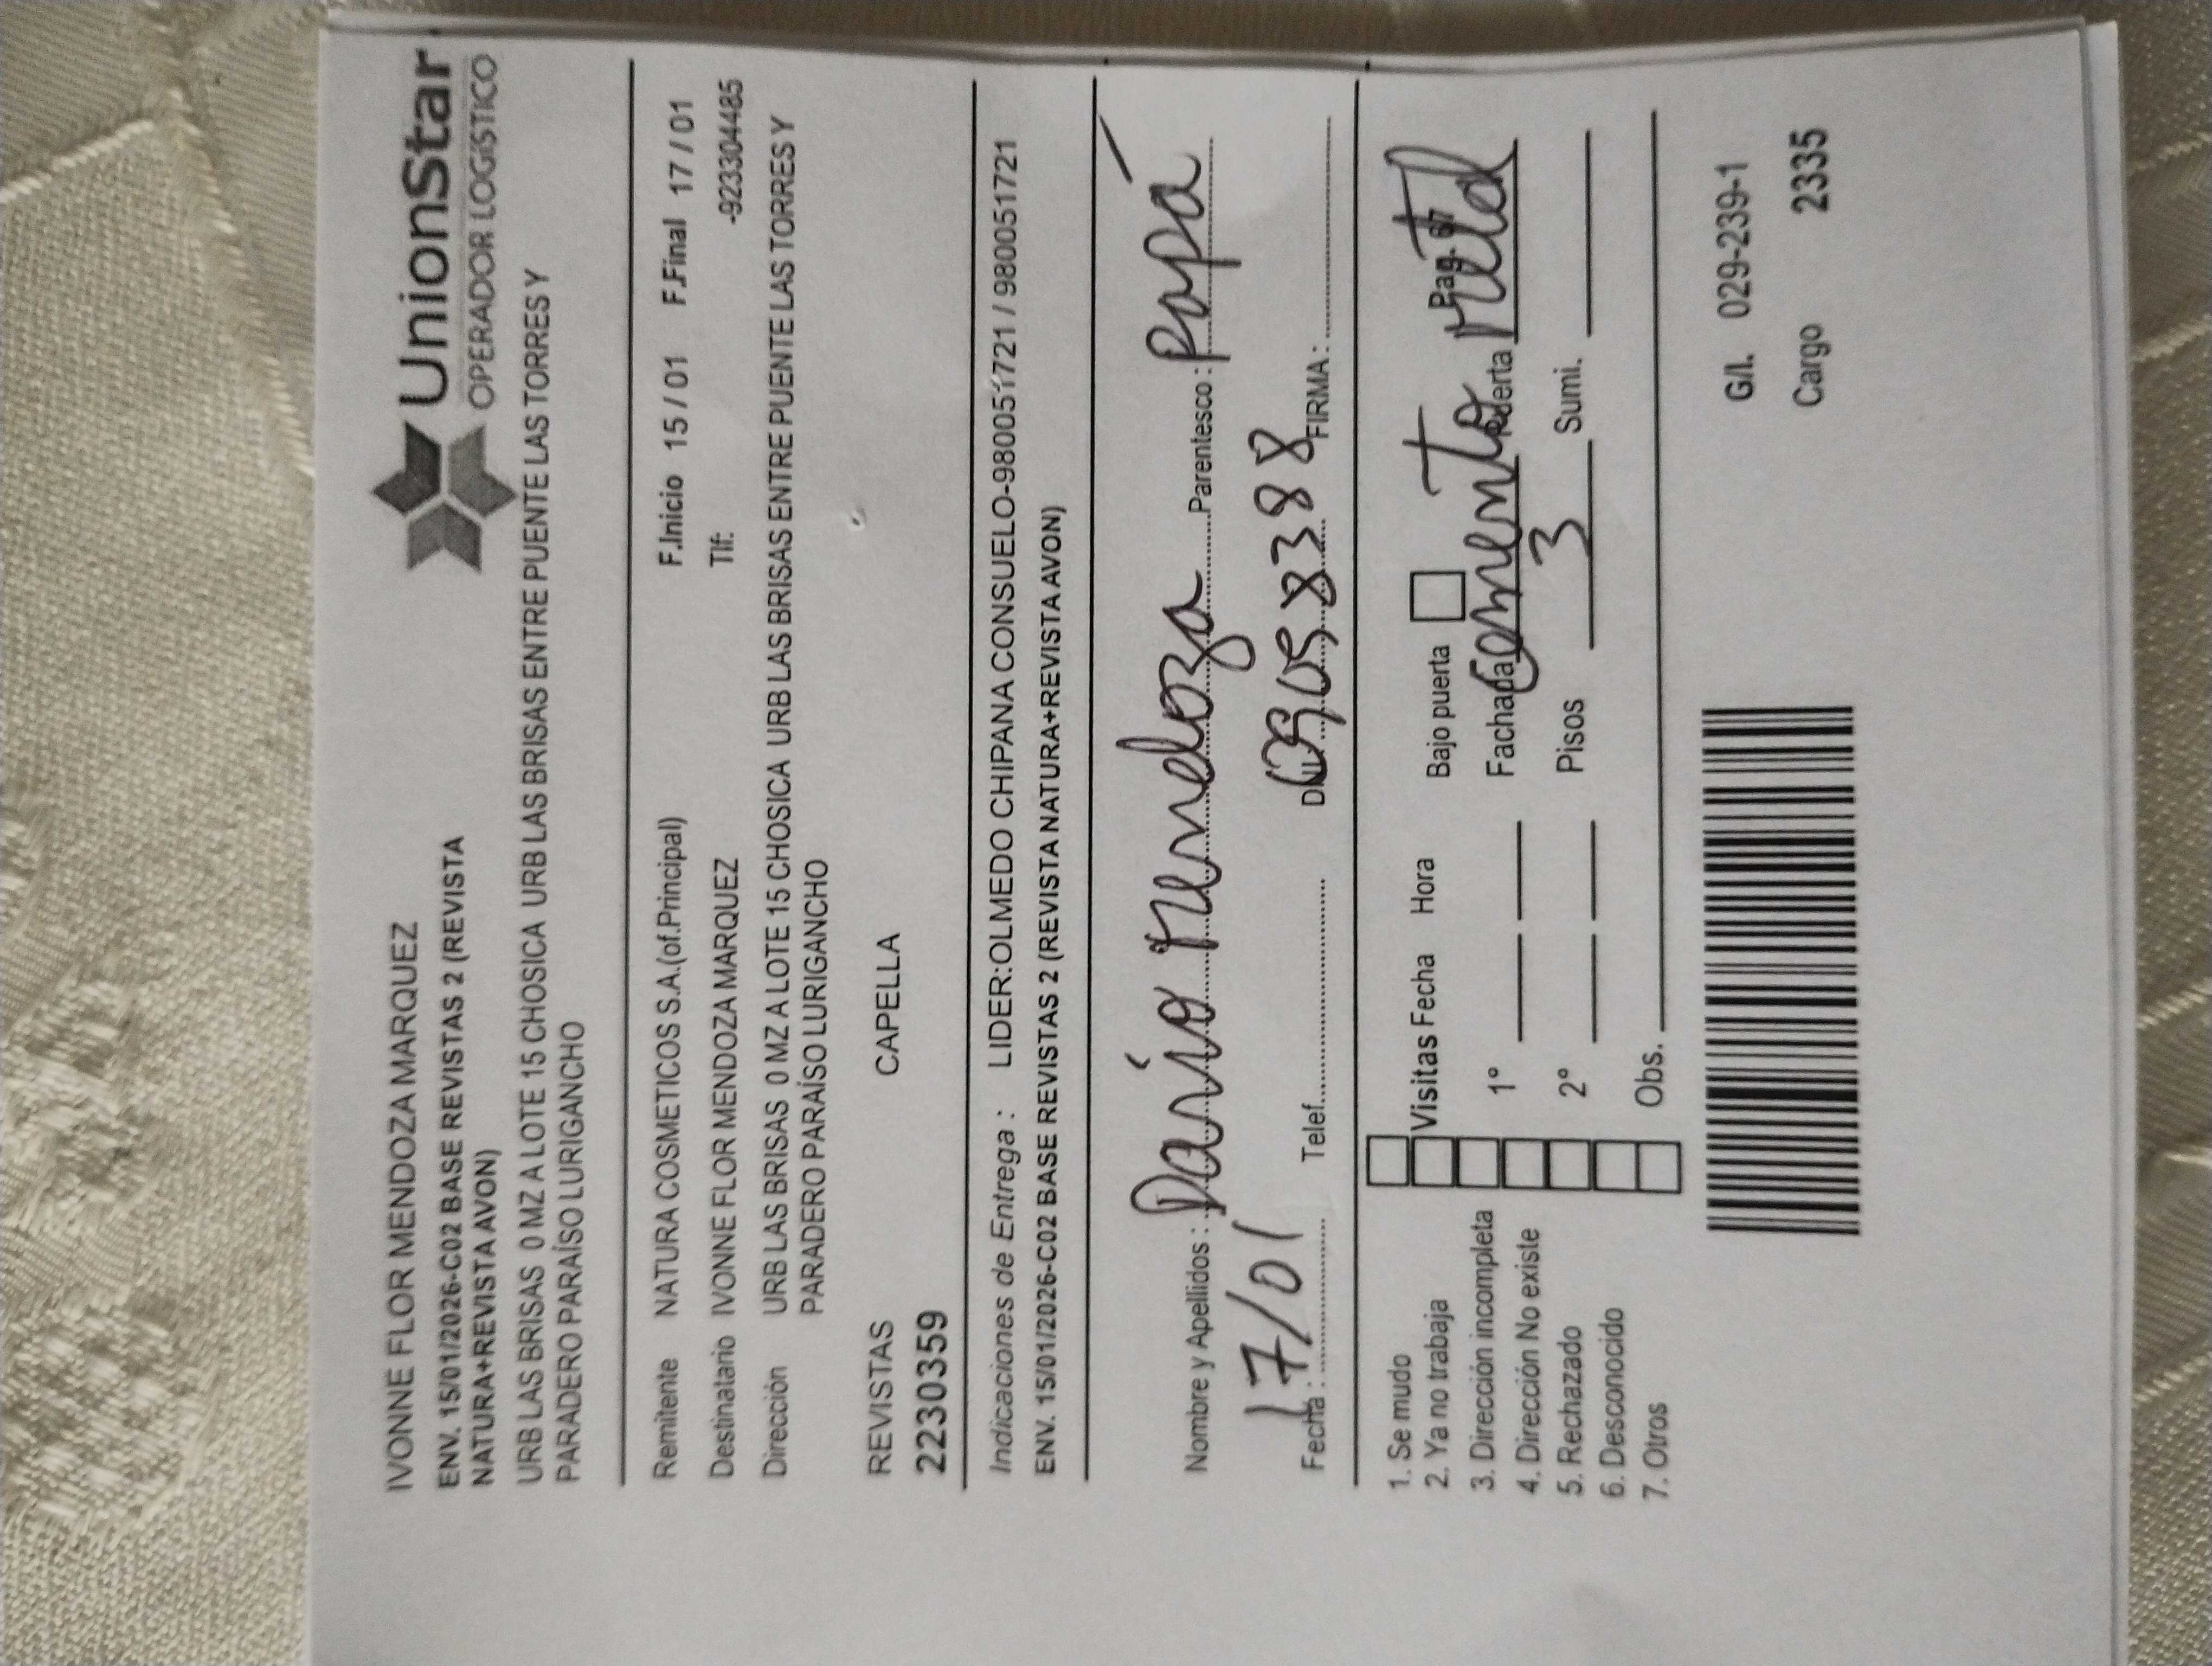 IVONNE FLOR MENDOZA MARQUEZ
UnionStar
OPERADOR LOGÍSTICO
ENV. 15/01/2026-C02 BASE REVISTAS 2 (REVISTA
NATURA+REVISTA AVON)
URB LAS BRISAS 0 MZ A LOTE 15 CHOSICA URB LAS BRISAS ENTRE PUENTE LAS TORRES Y
PARADERO PARAÍSO LURIGANCHO
Remitente NATURA COSMETICOS S.A.(of.Principal) F.Inicio 15 / 01 F.Final 17 / 01
Destinatario IVONNE FLOR MENDOZA MARQUEZ Tlf: -923304485
Dirección URB LAS BRISAS 0 MZ A LOTE 15 CHOSICA URB LAS BRISAS ENTRE PUENTE LAS TORRES Y
PARADERO PARAÍSO LURIGANCHO
REVISTAS CAPELLA
2230359
Indicaciones de Entrega : LIDER:OLMEDO CHIPANA CONSUELO-980051721 / 980051721
ENV. 15/01/2026-C02 BASE REVISTAS 2 (REVISTA NATURA+REVISTA AVON)
Nombre y Apellidos : Darío Mendoza Parentesco : papá
Fecha : 17/01 Telef. DNI FIRMA :
1. Se mudo
2. Ya no trabaja Visitas Fecha Hora Bajo puerta Pag. 67
3. Dirección incompleta 1° Fachada Cemento Puerta metal
4. Dirección No existe
5. Rechazado 2° Pisos 3 Sumi.
6. Desconocido
7. Otros Obs.
G/I. 029-239-1
Cargo 2335